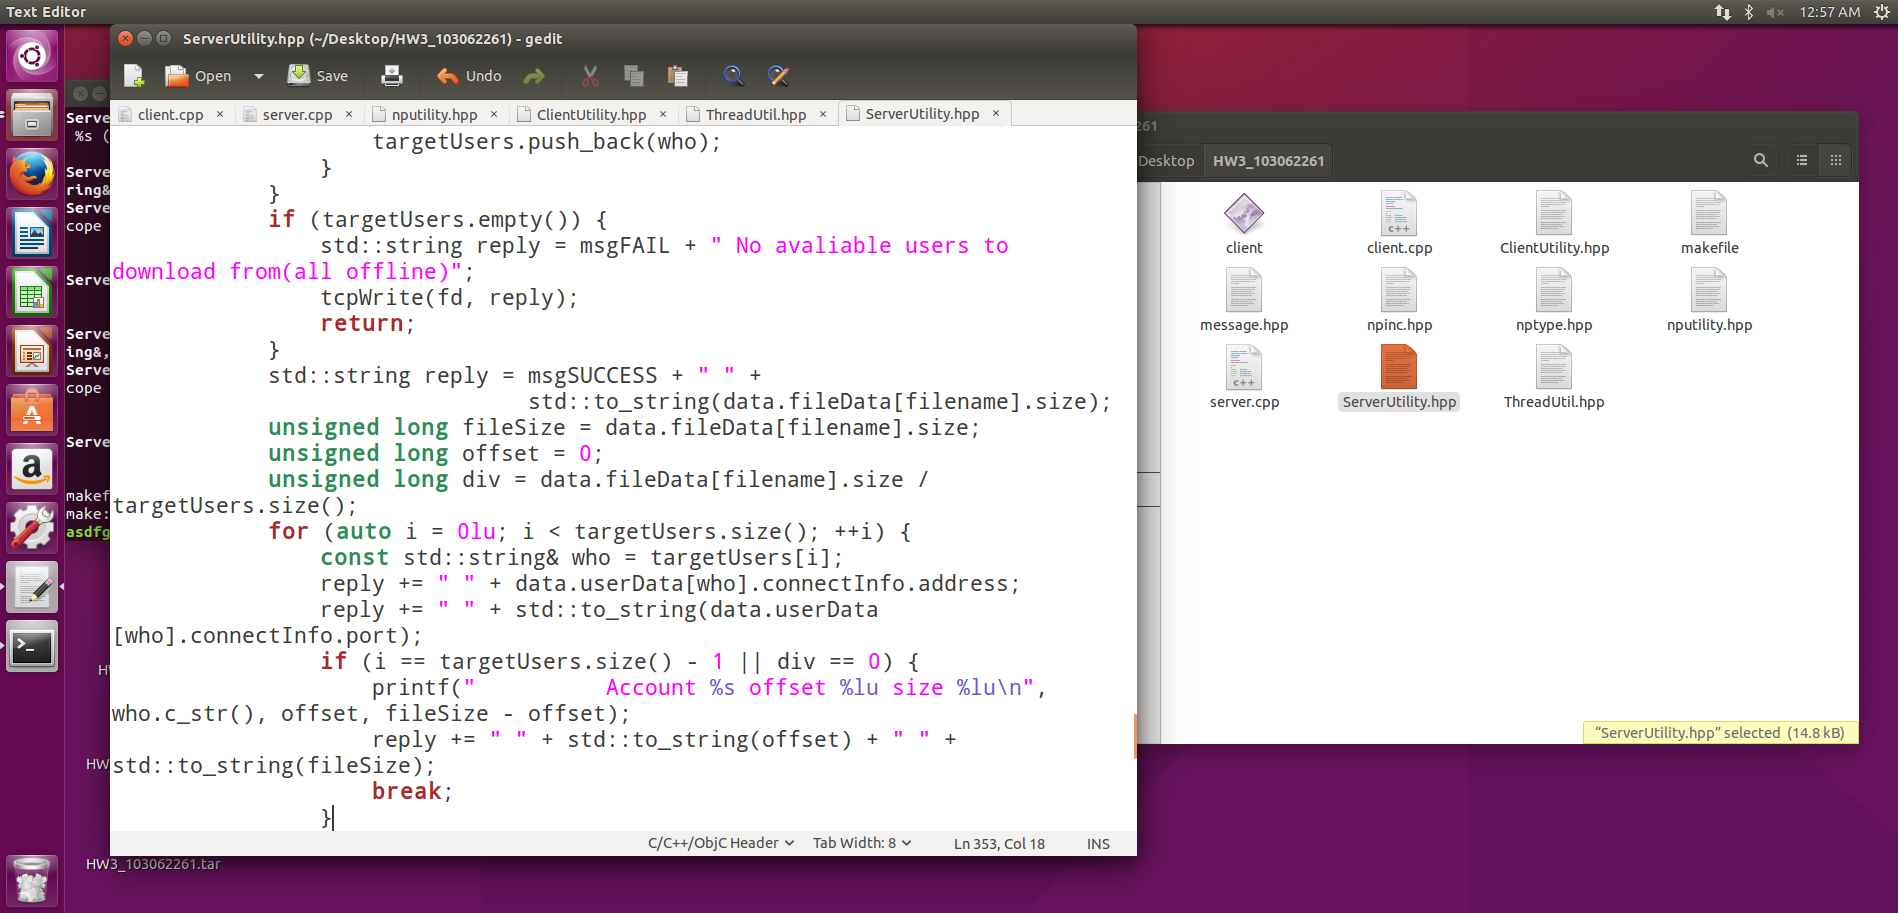 Text Editor
12:57 AM
ServerUtility.hpp (~/Desktop/HW3_103062261) - gedit
Open Save Undo
client.cpp × server.cpp × nputility.hpp × ClientUtility.hpp × ThreadUtil.hpp × ServerUtility.hpp ×
targetUsers.push_back(who);
}
}
if (targetUsers.empty()) {
std::string reply = msgFAIL + " No avaliable users to
download from(all offline)";
tcpWrite(fd, reply);
return;
}
std::string reply = msgSUCCESS + " " +
std::to_string(data.fileData[filename].size);
unsigned long fileSize = data.fileData[filename].size;
unsigned long offset = 0;
unsigned long div = data.fileData[filename].size /
targetUsers.size();
for (auto i = 0lu; i < targetUsers.size(); ++i) {
const std::string& who = targetUsers[i];
reply += " " + data.userData[who].connectInfo.address;
reply += " " + std::to_string(data.userData
[who].connectInfo.port);
if (i == targetUsers.size() - 1 || div == 0) {
printf("          Account %s offset %lu size %lu\n",
who.c_str(), offset, fileSize - offset);
reply += " " + std::to_string(offset) + " " +
std::to_string(fileSize);
break;
}
C/C++/ObjC Header Tab Width: 8 Ln 353, Col 18 INS
Serve
%s (
Serve
ring&
Serve
cope
Serve
Serve
ing&,
Serve
cope
Serve
makef
make:
asdfg
HW
HW
HW3_103062261.tar
261
Desktop HW3_103062261
client client.cpp ClientUtility.hpp makefile
message.hpp npinc.hpp nptype.hpp nputility.hpp
c++
c++
server.cpp ServerUtility.hpp ThreadUtil.hpp
“ServerUtility.hpp” selected (14.8 kB)